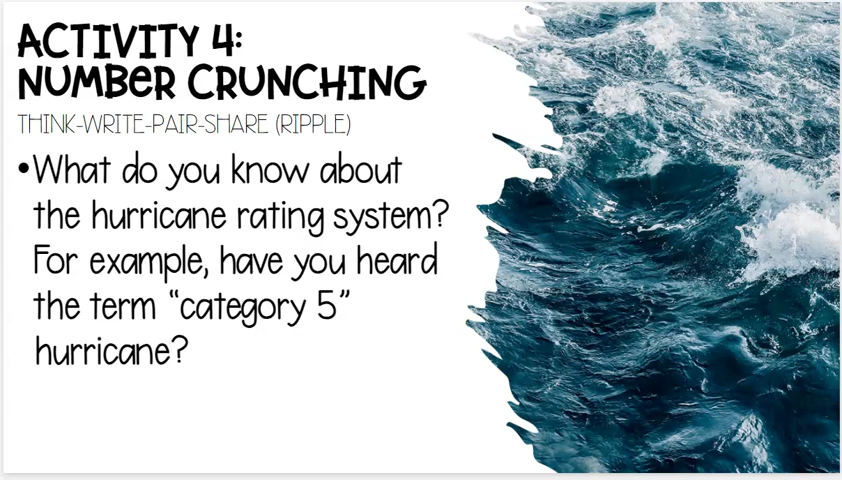 ACTIVITY 4:
NUMBER CRUNCHING
THINK-WRITE-PAIR-SHARE (RIPPLE)
•What do you know about
the hurricane rating system?
For example, have you heard
the term “category 5”
hurricane?